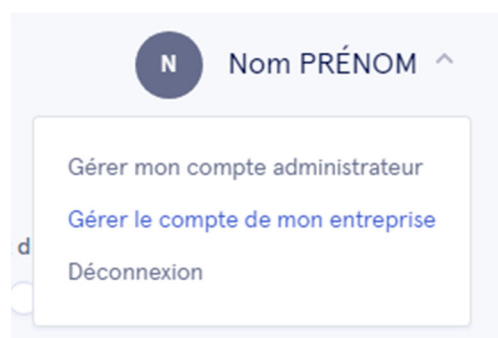 N
Nom PRÉNOM
Gérer mon compte administrateur
Gérer le compte de mon entreprise
d
Déconnexion